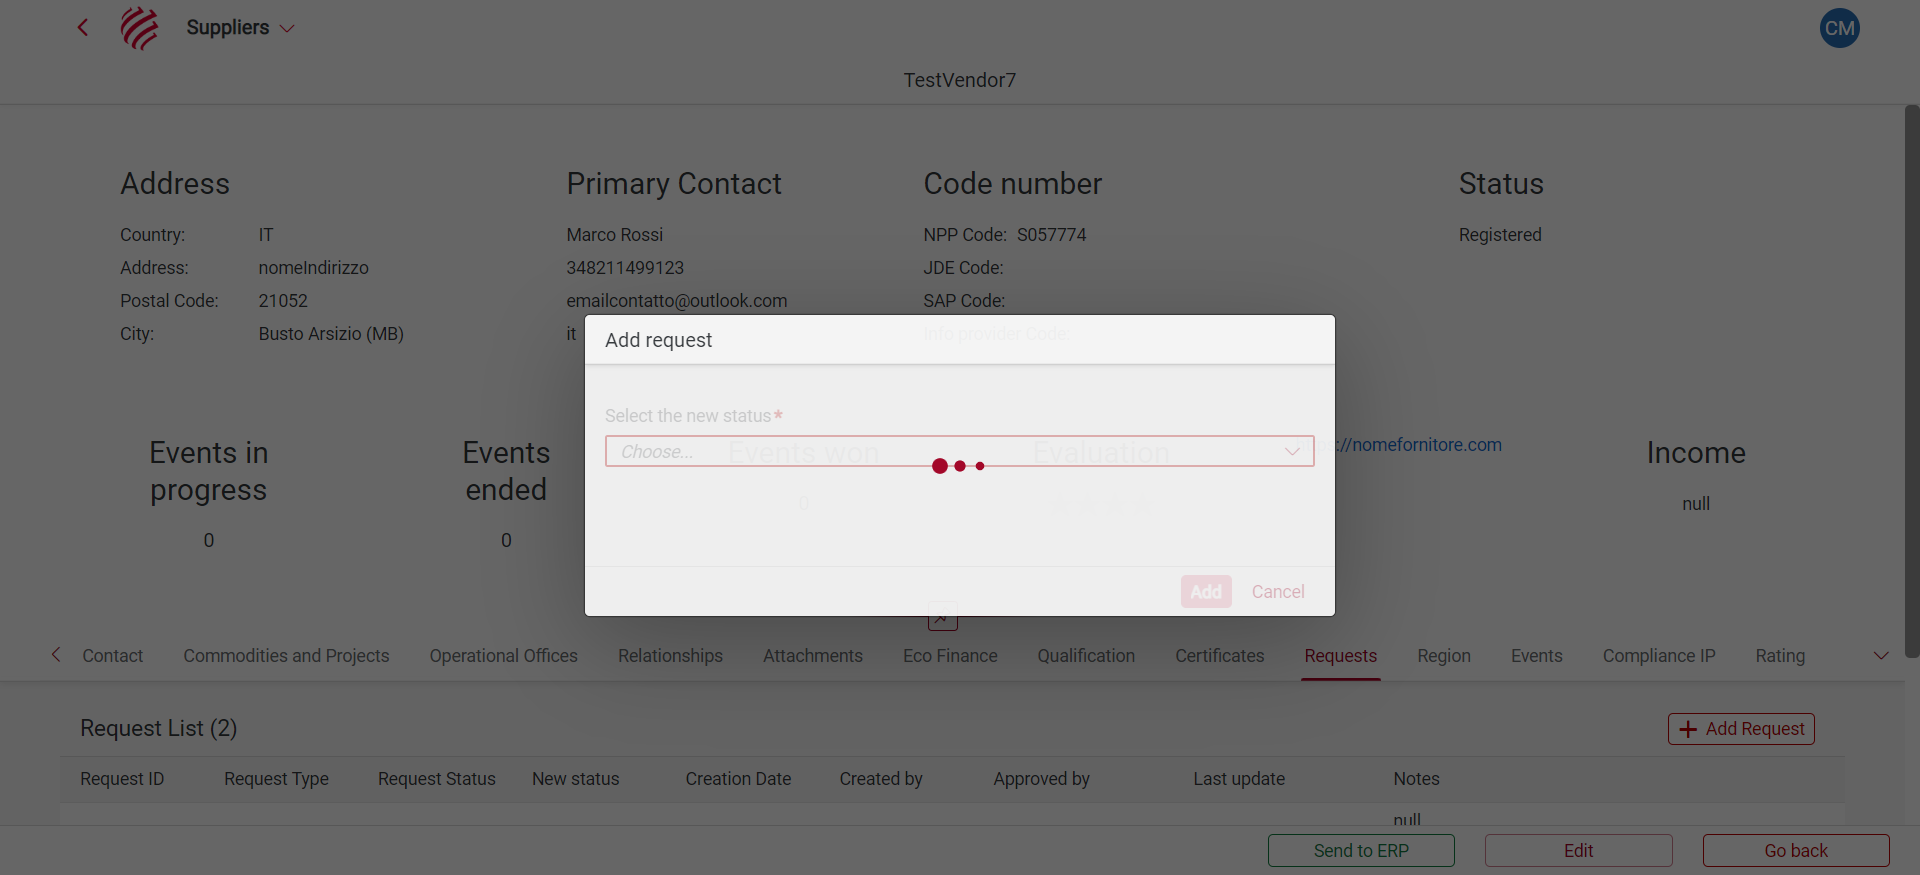 Suppliers
CM
TestVendor7
Address
Country: IT
Address: nomeIndirizzo
Postal Code: 21052
City: Busto Arsizio (MB)
Primary Contact
Marco Rossi
348211499123
emailcontatto@outlook.com
it
Code number
NPP Code: S057774
JDE Code:
SAP Code:
Info provider Code:
Status
Registered
Add request
Select the new status*
Choose...
Add
Cancel
Events in
progress
0
Events
ended
0
Events won
0
Evaluation
://nomefornitore.com
Income
null
Contact
Commodities and Projects
Operational Offices
Relationships
Attachments
Eco Finance
Qualification
Certificates
Requests
Region
Events
Compliance IP
Rating
Request List (2)
Add Request
Request ID
Request Type
Request Status
New status
Creation Date
Created by
Approved by
Last update
Notes
null
Send to ERP
Edit
Go back